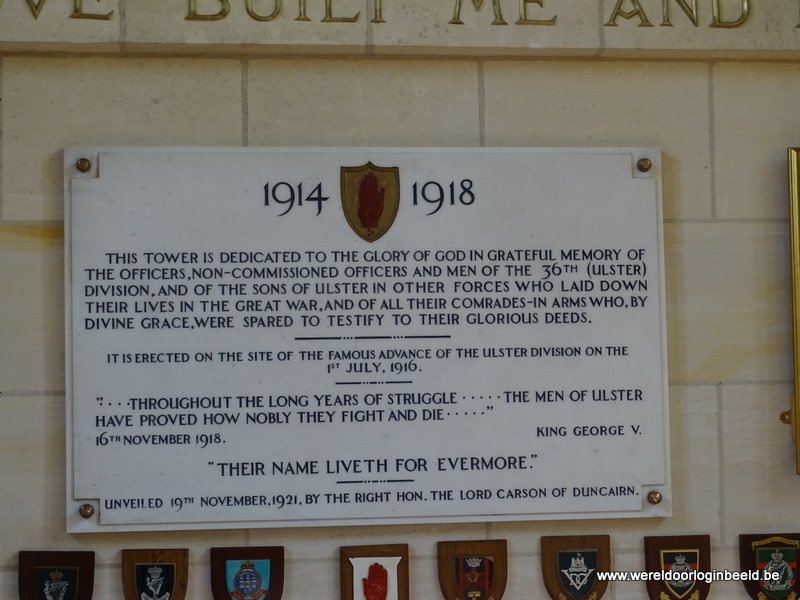 BUILT ME AND
1914 1918
THIS TOWER IS DEDICATED TO THE GLORY OF GOD IN GRATEFUL MEMORY OF
THE OFFICERS, NON-COMMISSIONED OFFICERS AND MEN OF THE 36TH (ULSTER)
DIVISION, AND OF THE SONS OF ULSTER IN OTHER FORCES WHO LAID DOWN
THEIR LIVES IN THE GREAT WAR, AND OF ALL THEIR COMRADES-IN ARMS WHO, BY
DIVINE GRACE, WERE SPARED TO TESTIFY TO THEIR GLORIOUS DEEDS.
IT IS ERECTED ON THE SITE OF THE FAMOUS ADVANCE OF THE ULSTER DIVISION ON THE
1ST JULY, 1916.
"....THROUGHOUT THE LONG YEARS OF STRUGGLE ..... THE MEN OF ULSTER
HAVE PROVED HOW NOBLY THEY FIGHT AND DIE ....."
16TH NOVEMBER 1918. KING GEORGE V.
"THEIR NAME LIVETH FOR EVERMORE."
UNVEILED 19TH NOVEMBER, 1921, BY THE RIGHT HON. THE LORD CARSON OF DUNCAIRN.
www.wereldoorloginbeeld.be